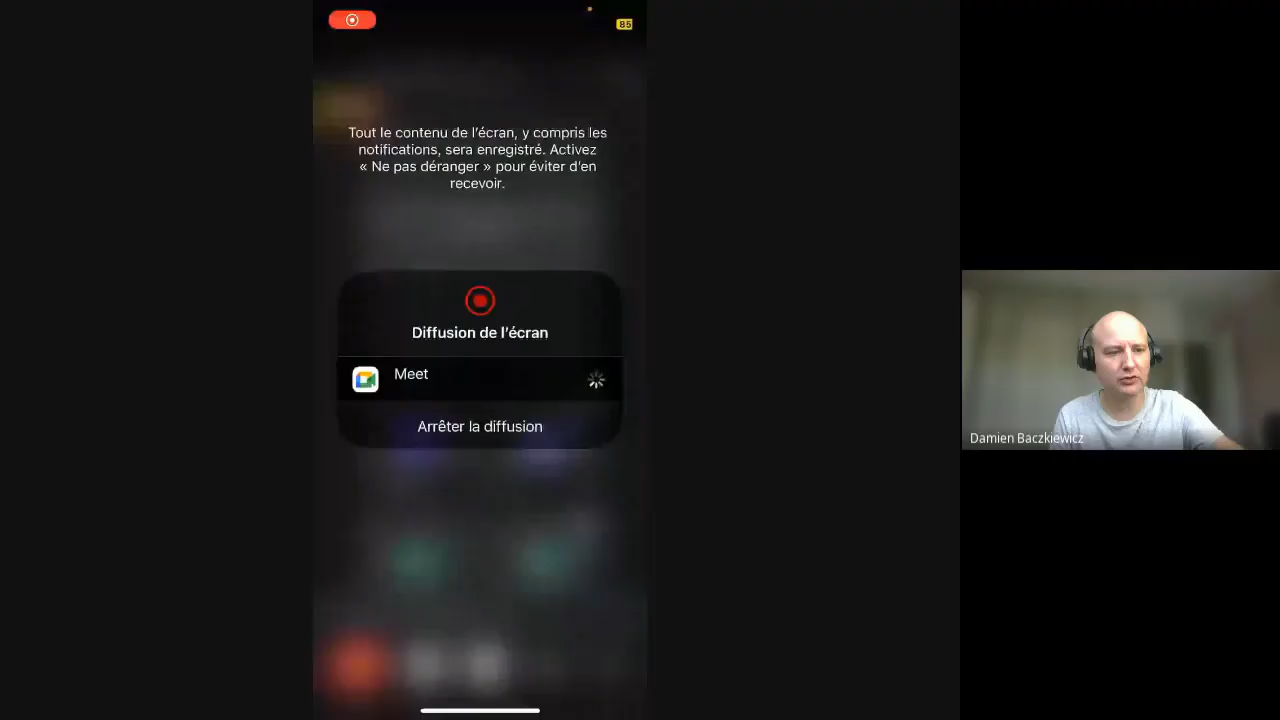 85
Tout le contenu de l'écran, y compris les
notifications, sera enregistré. Activez
« Ne pas déranger » pour éviter d'en
recevoir.
Diffusion de l'écran
Meet
Arrêter la diffusion
Damien Baczkiewicz